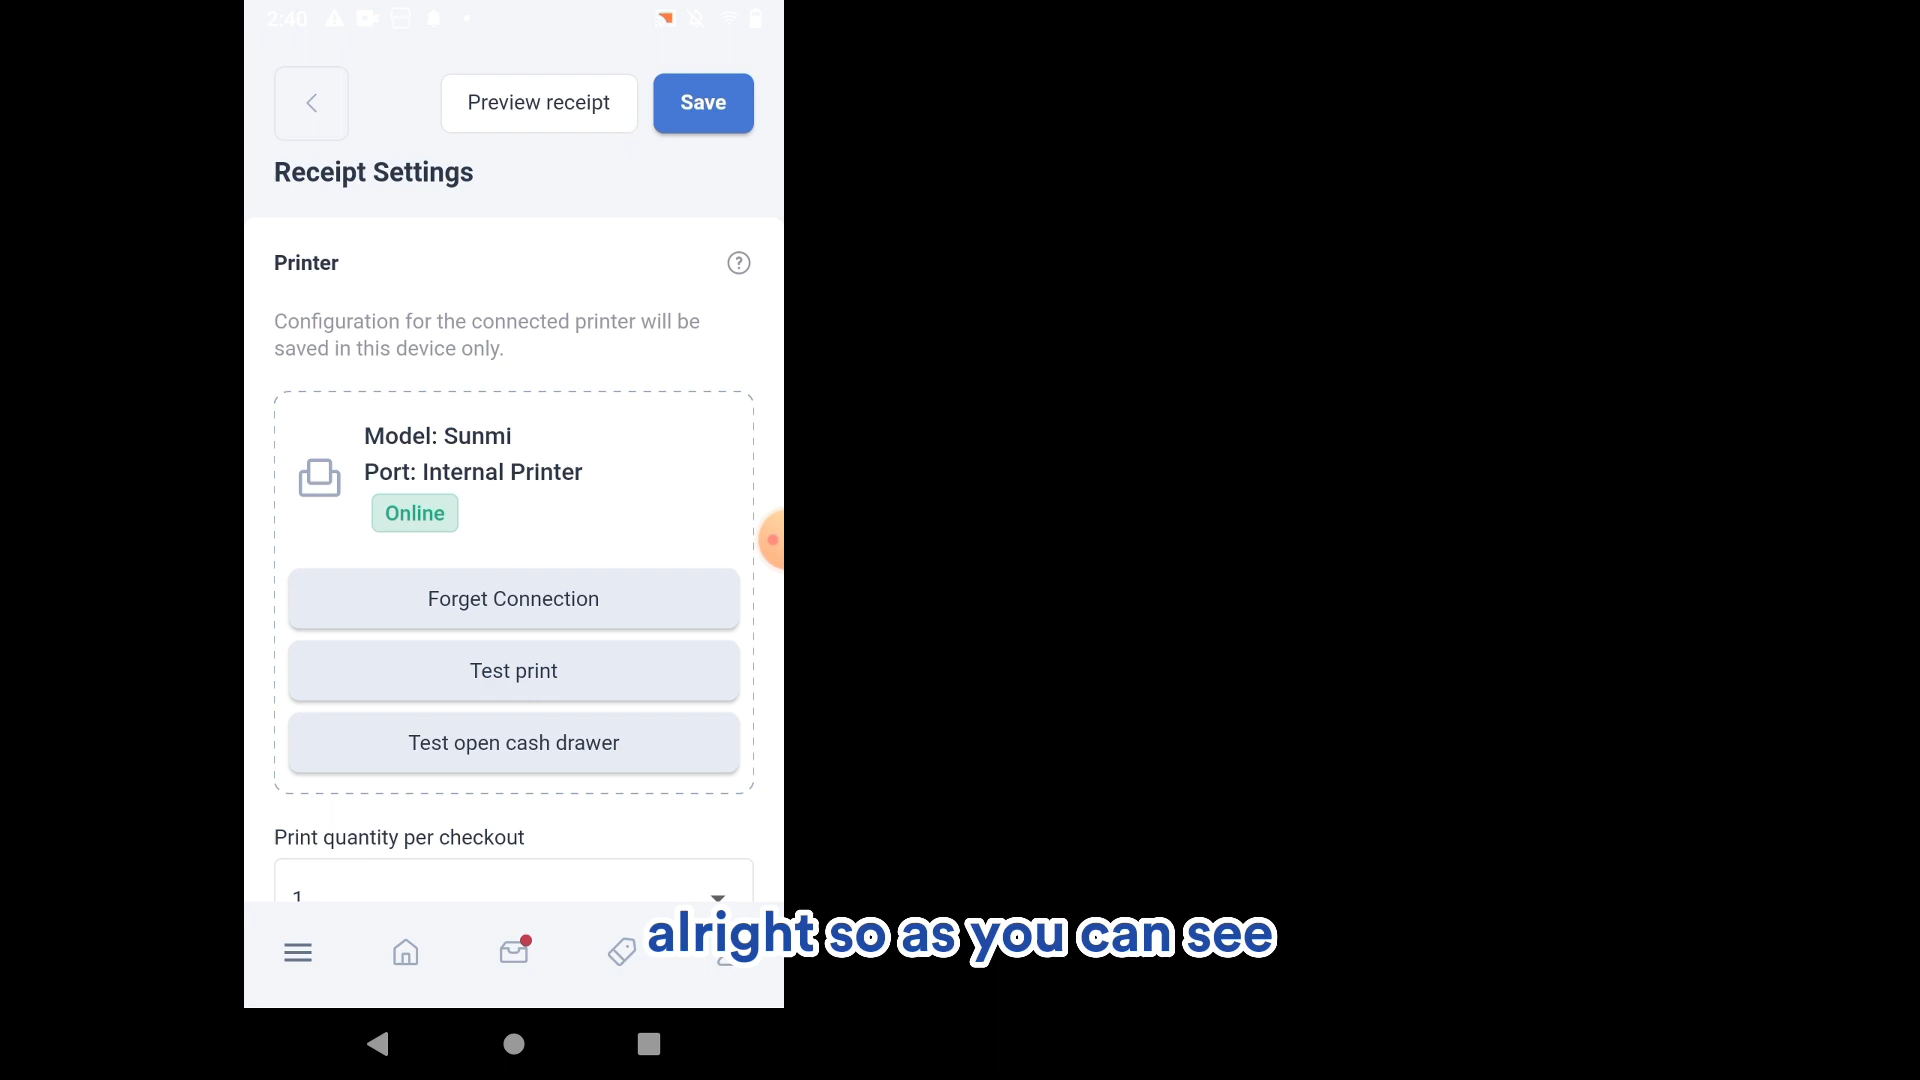 2:40
Preview receipt
Save
Receipt Settings
Printer
?
Configuration for the connected printer will be
saved in this device only.
Model: Sunmi
Port: Internal Printer
Online
Forget Connection
Test print
Test open cash drawer
Print quantity per checkout
1
alright so as you can see